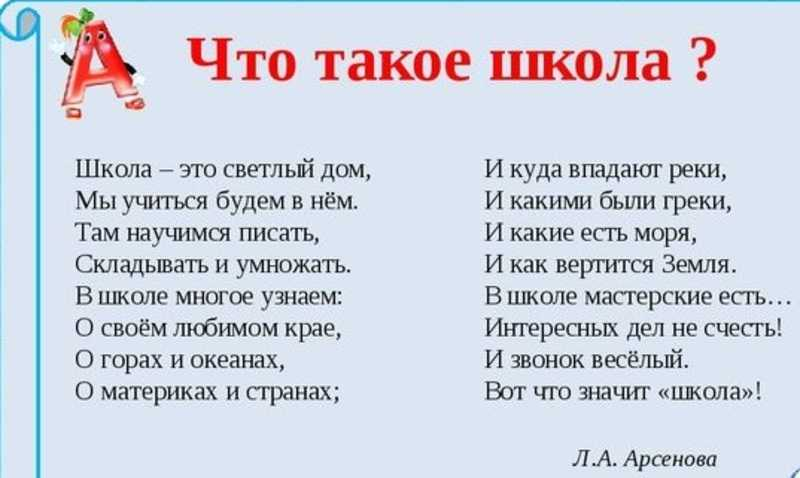 Что такое школа ?
Школа – это светлый дом,
Мы учиться будем в нём.
Там научимся писать,
Складывать и умножать.
В школе многое узнаем:
О своём любимом крае,
О горах и океанах,
О материках и странах;
И куда впадают реки,
И какими были греки,
И какие есть моря,
И как вертится Земля.
В школе мастерские есть…
Интересных дел не счесть!
И звонок весёлый.
Вот что значит «школа»!
Л.А. Арсенова